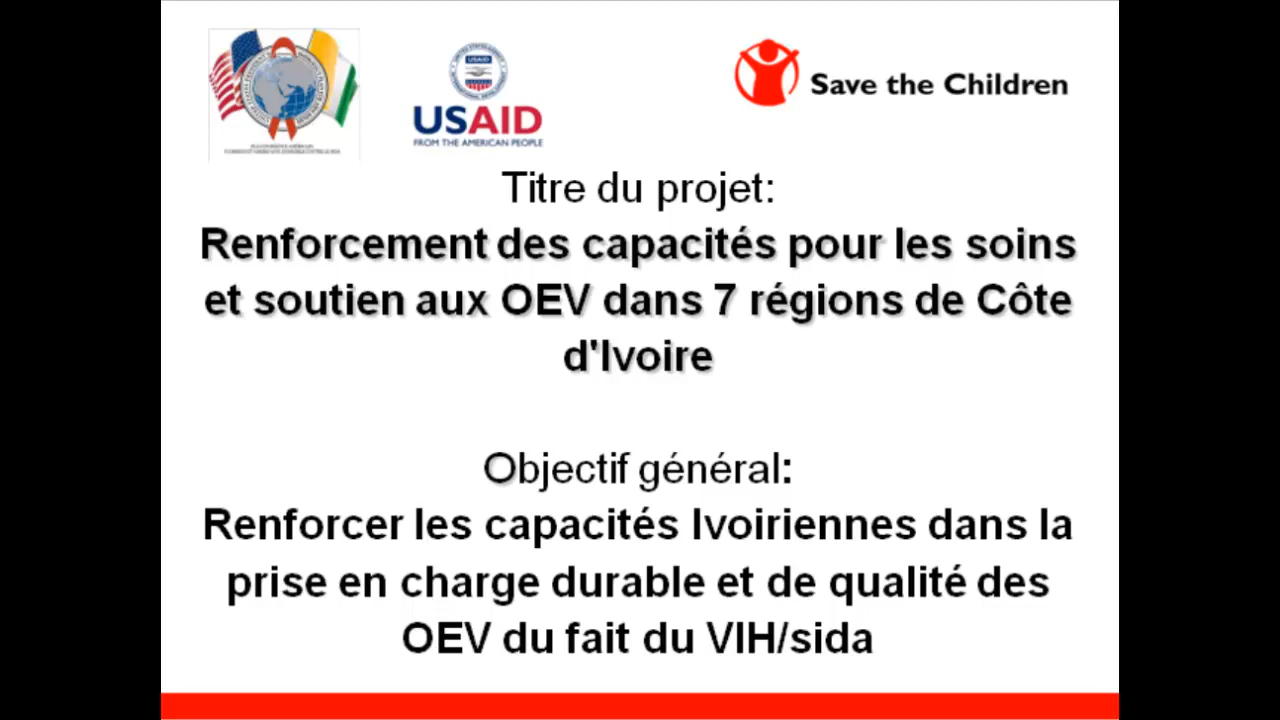 USAID
USAID
FROM THE AMERICAN PEOPLE
Save the Children
Titre du projet:
Renforcement des capacités pour les soins
et soutien aux OEV dans 7 régions de Côte
d'Ivoire
Objectif général:
Renforcer les capacités Ivoiriennes dans la
prise en charge durable et de qualité des
OEV du fait du VIH/sida